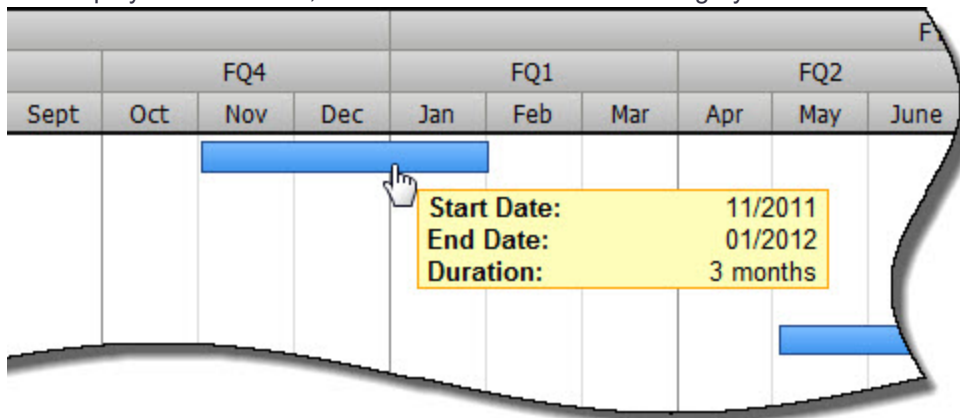 FQ4 FQ1 FQ2
Sept Oct Nov Dec Jan Feb Mar Apr May June
Start Date: 11/2011
End Date: 01/2012
Duration: 3 months